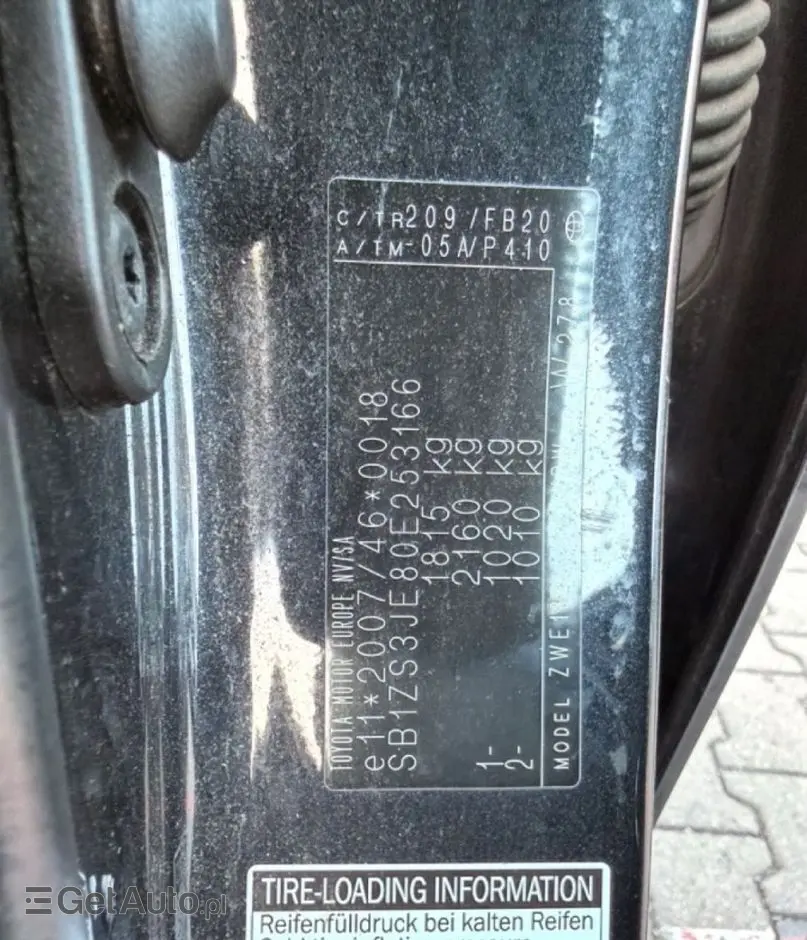 C/TR209/FB20
A/TM-05A/P410
TOYOTA MOTOR EUROPE NV/SA
e11*2007/46*0018
SB1ZS3JE80E253166
1815 kg
2160 kg
1- 1020 kg
2- 1010 kg
MODEL
TIRE-LOADING INFORMATION
Reifenfülldruck bei kalten Reifen
GetAuto.pl